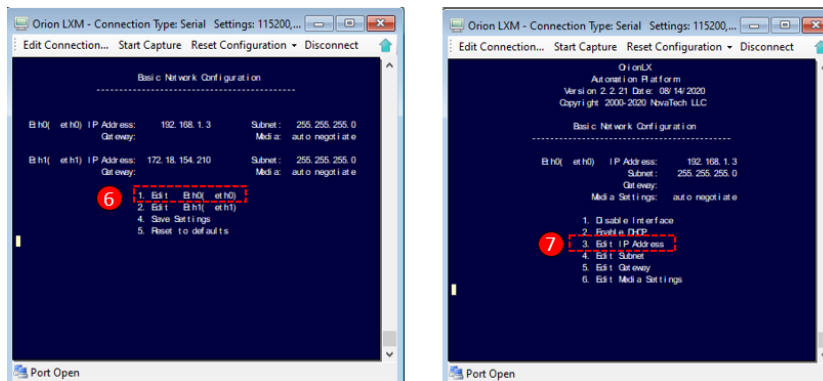 Orion LXM - Connection Type: Serial Settings: 115200,...
Edit Connection... Start Capture Reset Configuration Disconnect
Basic Network Configuration
Eth0( eth0) IP Address: 192.168.1.3 Subnet: 255.255.255.0
Gateway: Media: auto negotiate
Eth1( eth1) IP Address: 172.18.154.210 Subnet: 255.255.255.0
Gateway: Media: auto negotiate
6
1. Edit Eth0( eth0)
2. Edit Eth1( eth1)
4. Save Settings
5. Reset to defaults
Port Open
Orion LXM - Connection Type: Serial Settings: 115200,...
Edit Connection... Start Capture Reset Configuration Disconnect
OrionLX
Automation Platform
Version 2.2.21 Date: 08/14/2020
Copyright 2000-2020 NovaTech LLC
Basic Network Configuration
Eth0( eth0) IP Address: 192.168.1.3
Subnet: 255.255.255.0
Gateway:
Media Settings: auto negotiate
1. Disable Interface
2. Enable DHCP
7
3. Edit IP Address
4. Edit Subnet
5. Edit Gateway
6. Edit Media Settings
Port Open